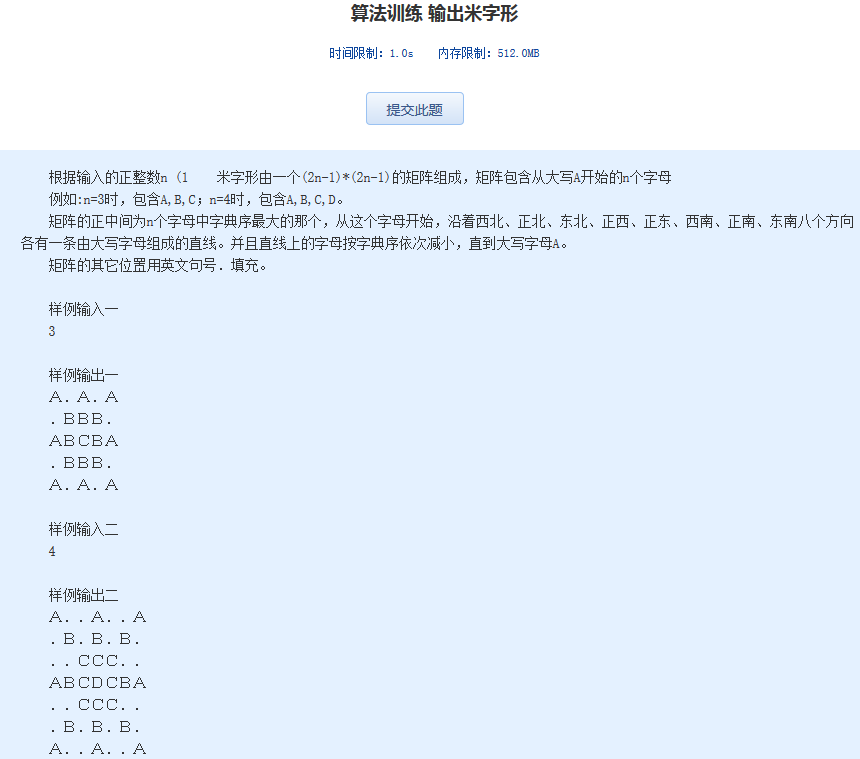 算法训练 输出米字形
时间限制：1.0s 内存限制：512.0MB
提交此题
根据输入的正整数n (1 米字形由一个(2n-1)*(2n-1)的矩阵组成，矩阵包含从大写A开始的n个字母
例如:n=3时，包含A,B,C；n=4时，包含A,B,C,D。
矩阵的正中间为n个字母中字典序最大的那个，从这个字母开始，沿着西北、正北、东北、正西、正东、西南、正南、东南八个方向
各有一条由大写字母组成的直线。并且直线上的字母按字典序依次减小，直到大写字母A。
矩阵的其它位置用英文句号．填充。
样例输入一
3
样例输出一
Ａ．Ａ．Ａ
．ＢＢＢ．
ＡＢＣＢＡ
．ＢＢＢ．
Ａ．Ａ．Ａ
样例输入二
4
样例输出二
Ａ．．Ａ．．Ａ
．Ｂ．Ｂ．Ｂ．
．．ＣＣＣ．．
ＡＢＣＤＣＢＡ
．．ＣＣＣ．．
．Ｂ．Ｂ．Ｂ．
Ａ．．Ａ．．Ａ